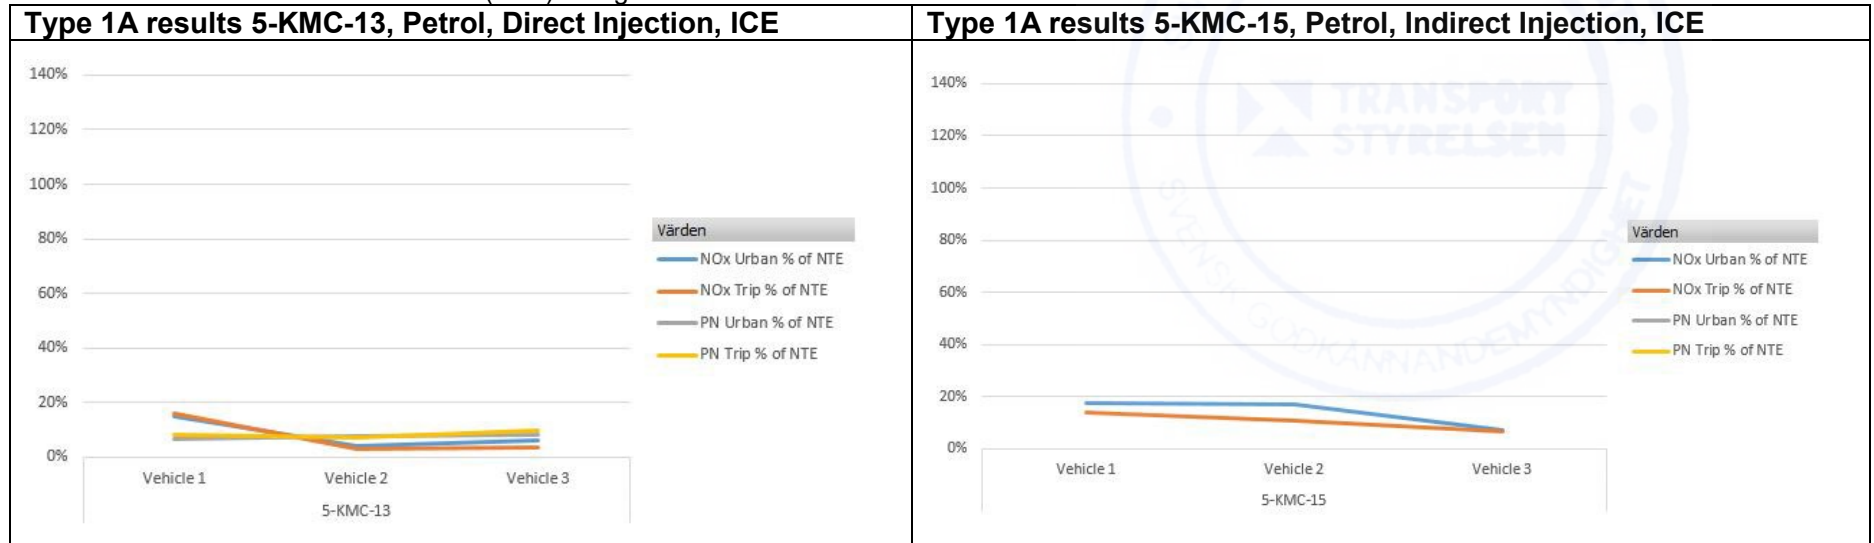 Type 1A results 5-KMC-13, Petrol, Direct Injection, ICE
140%
120%
100%
80%
60%
40%
20%
0%
Vehicle 1
Vehicle 2
Vehicle 3
5-KMC-13
Värden
NOx Urban % of NTE
NOx Trip % of NTE
PN Urban % of NTE
PN Trip % of NTE
Type 1A results 5-KMC-15, Petrol, Indirect Injection, ICE
140%
120%
100%
80%
60%
40%
20%
0%
Vehicle 1
Vehicle 2
Vehicle 3
5-KMC-15
Värden
NOx Urban % of NTE
NOx Trip % of NTE
PN Urban % of NTE
PN Trip % of NTE
TRANSPORT
STYRELSEN
SVENSK GODKÄNNANDEMYNDIGHET